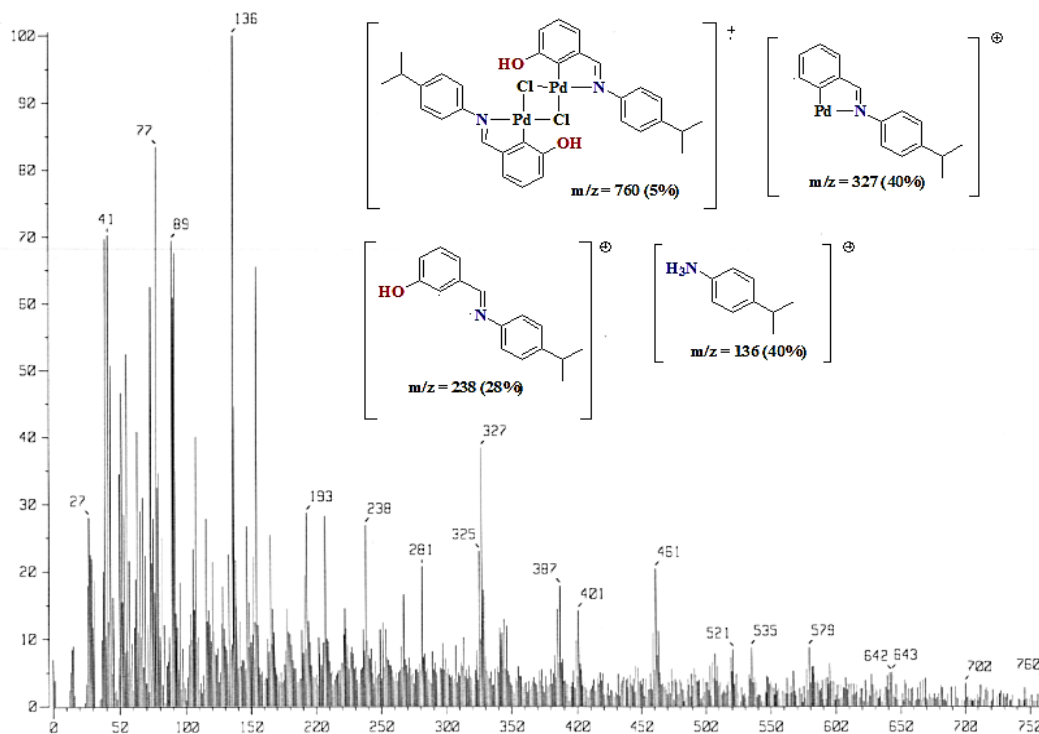 100
90
80
70
60
50
40
30
20
10
0
136
77
41
89
27
193
238
281
325
327
387
401
461
521
535
579
642 643
700
760
HO
Cl Pd N
N Pd Cl
OH
m/z = 760 (5%)
+
Pd N
m/z = 327 (40%)
+
HO
N
m/z = 238 (28%)
+
H3N
m/z = 136 (40%)
+
0 50 100 150 200 250 300 350 400 450 500 550 600 650 700 750